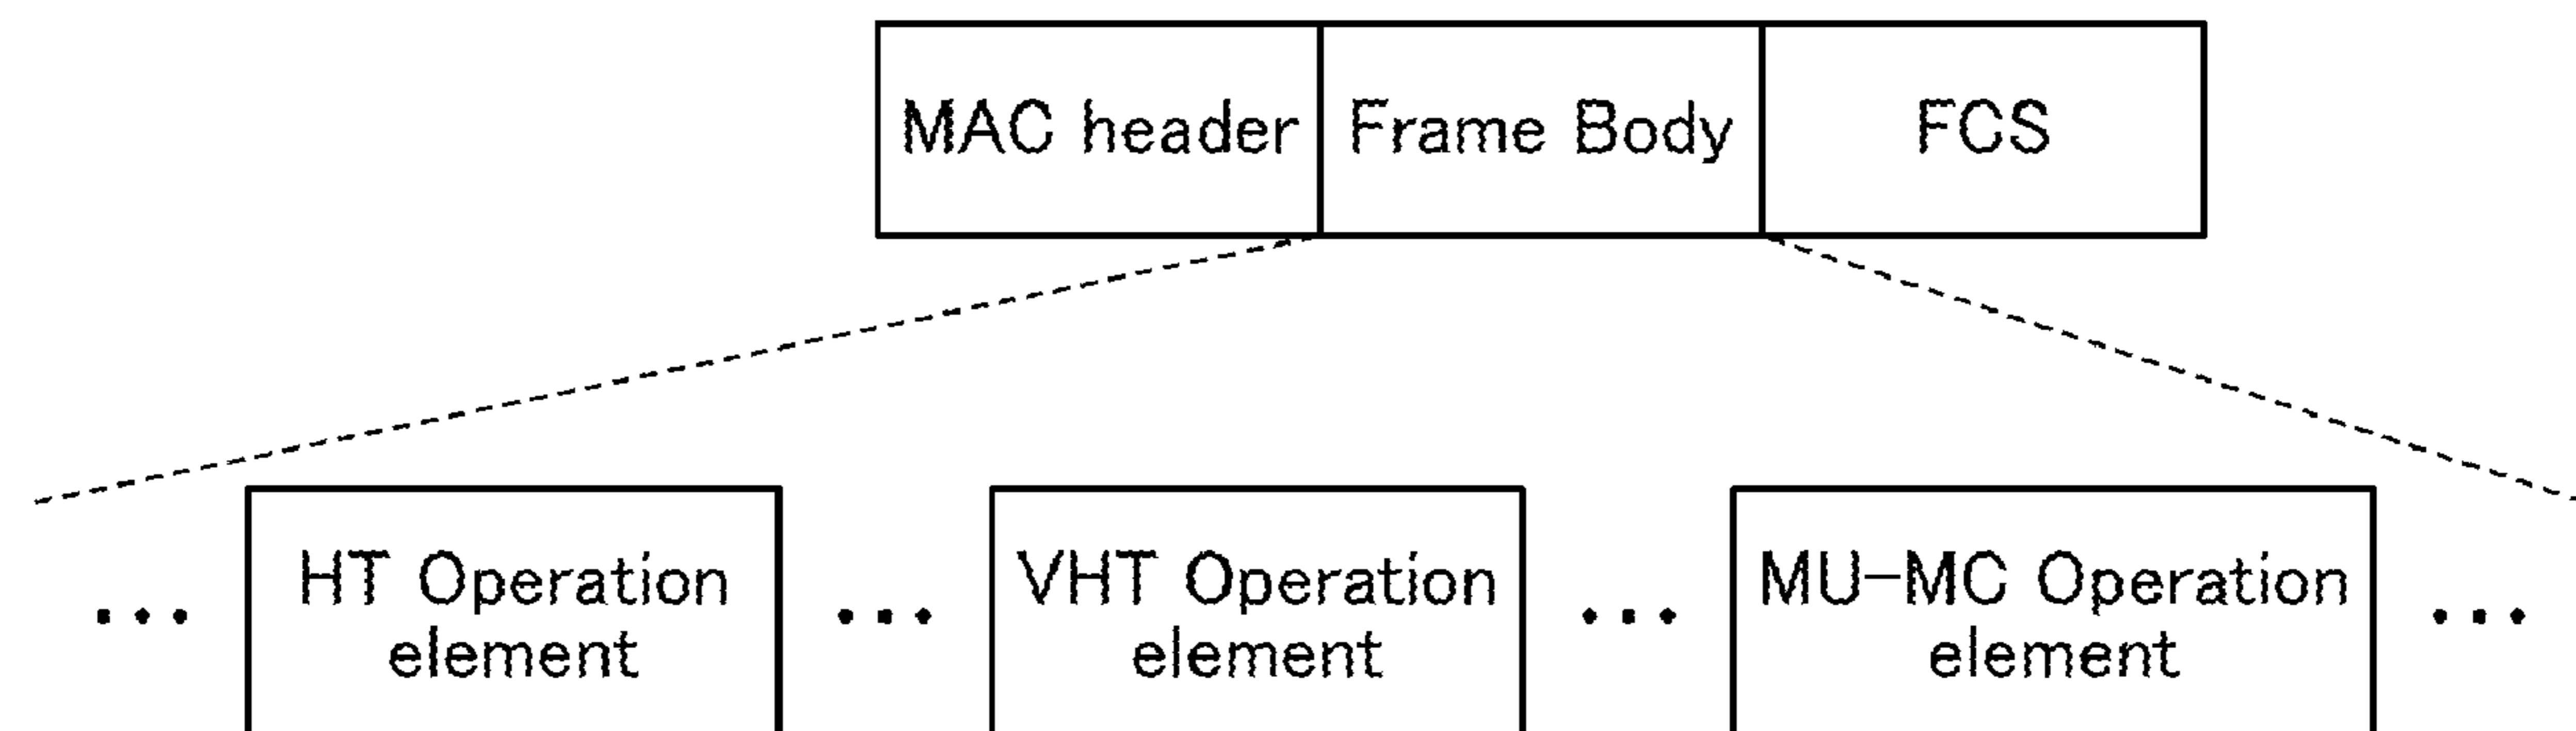 MAC header Frame Body FCS
... HT Operation ... VHT Operation ... MU-MC Operation ...
element element element